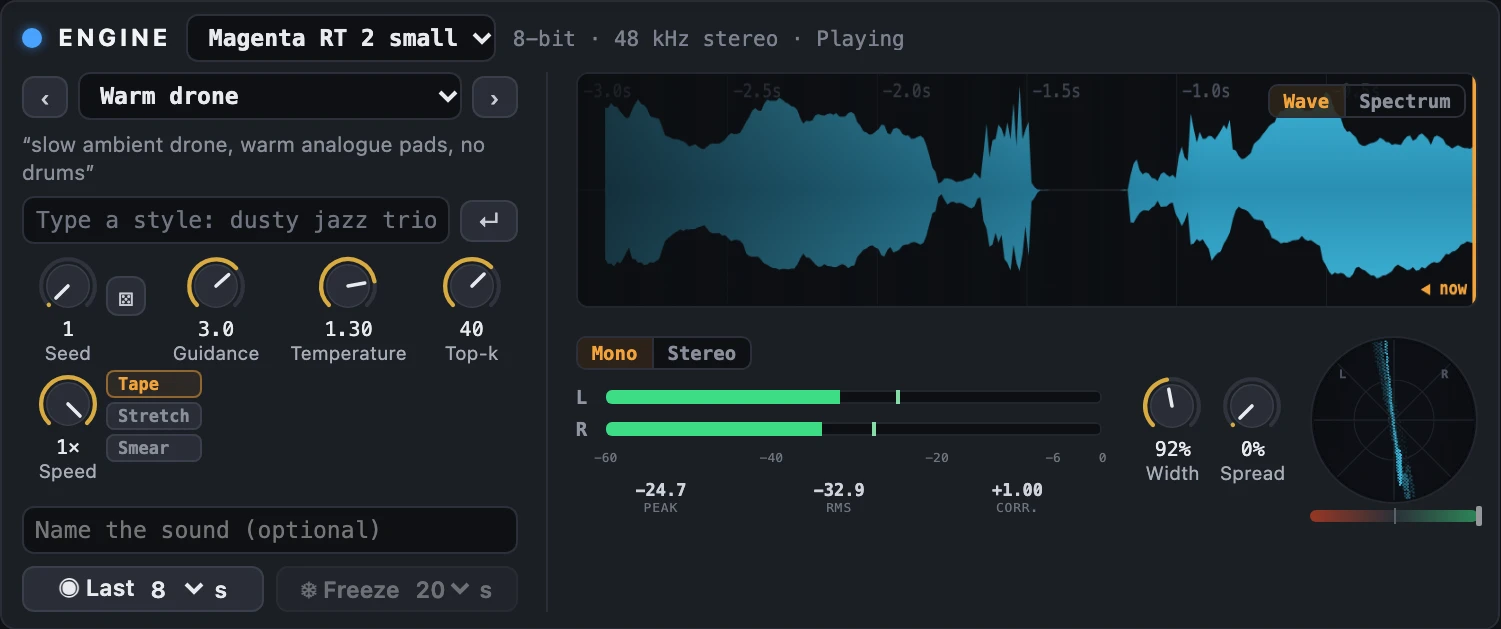 ENGINE Magenta RT 2 small 8-bit · 48 kHz stereo · Playing
‹ Warm drone ›
“slow ambient drone, warm analogue pads, no
drums”
Type a style: dusty jazz trio
1 3.0 1.30 40
Seed Guidance Temperature Top-k
Tape
Stretch
Smear
1×
Speed
Name the sound (optional)
Last 8 s Freeze 20 s
-3.0s -2.5s -2.0s -1.5s -1.0s
Wave Spectrum
◄ now
Mono Stereo
L
R
-60 -40 -20 -6 0
-24.7 -32.9 +1.00
PEAK RMS CORR.
92% 0%
Width Spread
L R